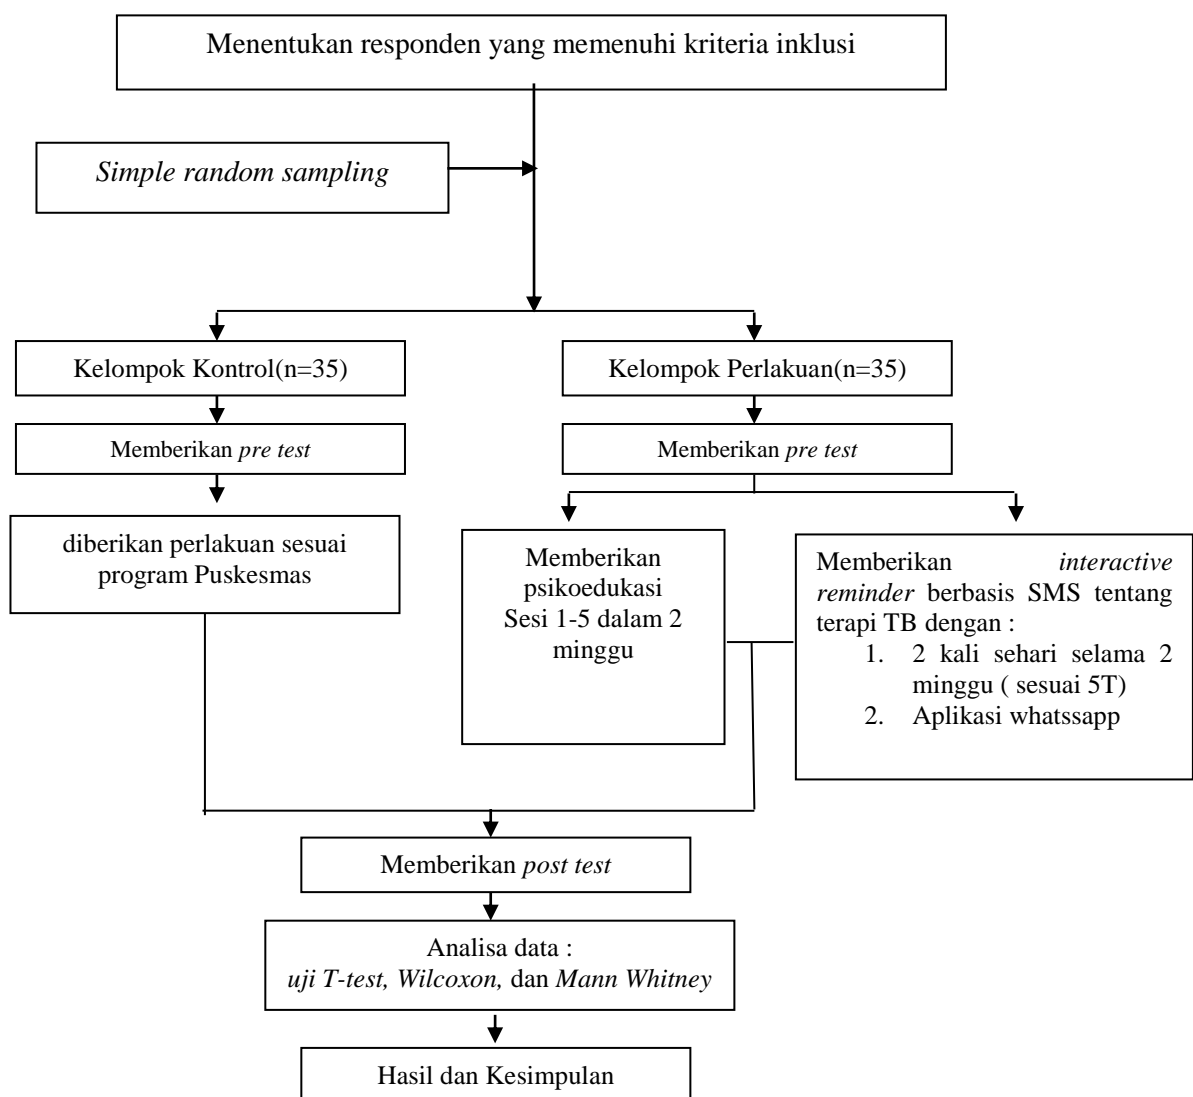 Menentukan responden yang memenuhi kriteria inklusi
Simple random sampling
Kelompok Kontrol(n=35)
Kelompok Perlakuan(n=35)
Memberikan pre test
Memberikan pre test
diberikan perlakuan sesuai
program Puskesmas
Memberikan
psikoedukasi
Sesi 1-5 dalam 2
minggu
Memberikan interactive
reminder berbasis SMS tentang
terapi TB dengan :
1. 2 kali sehari selama 2
minggu ( sesuai 5T)
2. Aplikasi whatssapp
Memberikan post test
Analisa data :
uji T-test, Wilcoxon, dan Mann Whitney
Hasil dan Kesimpulan